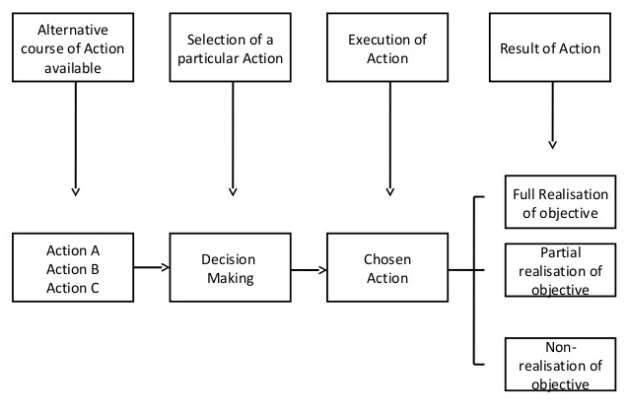 Alternative
course of Action
available
Selection of a
particular Action
Execution of
Action
Result of Action
Full Realisation
of objective
Action A
Action B
Action C
Decision
Making
Chosen
Action
Partial
realisation of
objective
Non-
realisation of
objective